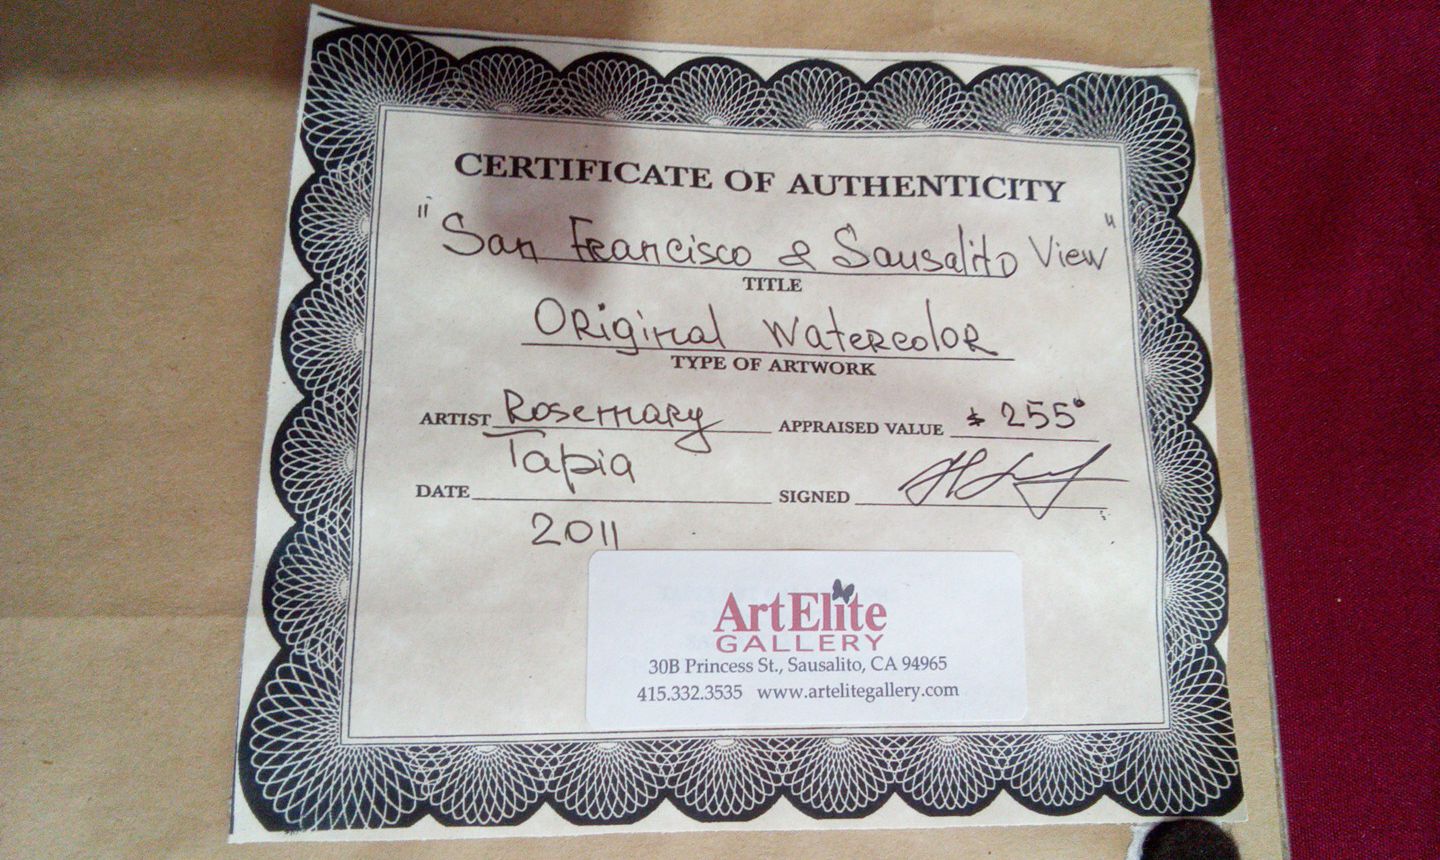 CERTIFICATE OF AUTHENTICITY
"San Francisco & Sausalito View"
TITLE
Original Watercolor
TYPE OF ARTWORK
ARTIST Rosemary APPRAISED VALUE $ 255
Tapia
DATE SIGNED
2011
ArtElite
GALLERY
30B Princess St., Sausalito, CA 94965
415.332.3535 www.artelitegallery.com